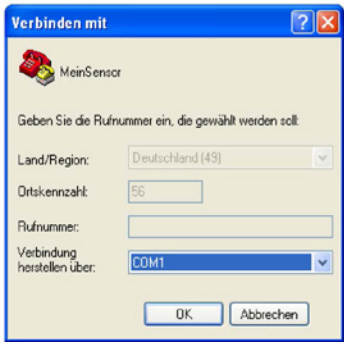 Verbinden mit
MeinSensor
Geben Sie die Rufnummer ein, die gewählt werden soll:
Land/Region:
Deutschland (49)
Ortskennzahl:
56
Rufnummer:
Verbindung
herstellen über:
COM1
OK
Abbrechen